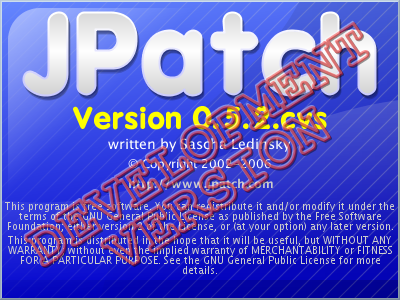 JPatch
Version 0.5.2.cvs
written by Sascha Ledinsky
© Copyright 2002-2006
http://www.jpatch.com
This program is free software. You can redistribute it and/or modify it under the
terms of the GNU General Public License as published by the Free Software
Foundation; either version 2 of the License, or (at your option) any later version.
This program is distributed in the hope that it will be useful, but WITHOUT ANY
WARRANTY; without even the implied warranty of MERCHANTABILITY or FITNESS
FOR A PARTICULAR PURPOSE. See the GNU General Public License for more
details.
DEVELOPMENT
VERSION